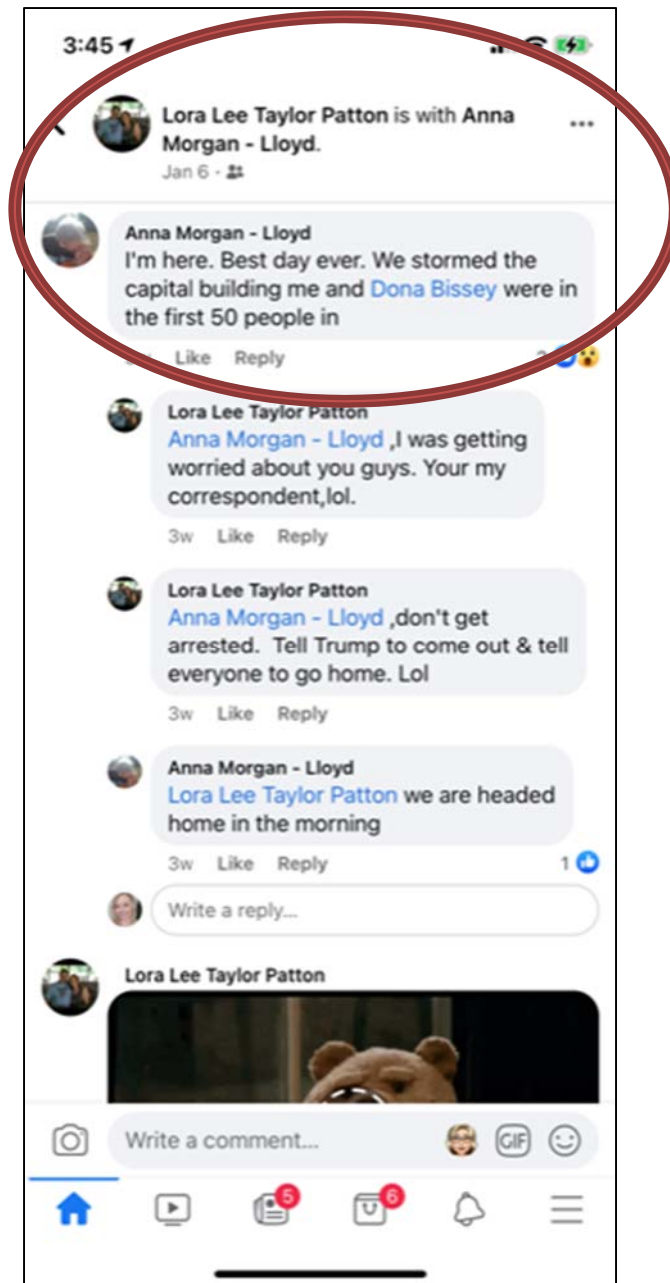 3:45
Lora Lee Taylor Patton is with Anna
Morgan - Lloyd.
Jan 6 -
Anna Morgan - Lloyd
I'm here. Best day ever. We stormed the
capital building me and Dona Bissey were in
the first 50 people in
Like Reply
Lora Lee Taylor Patton
Anna Morgan - Lloyd ,I was getting
worried about you guys. Your my
correspondent,lol.
3w Like Reply
Lora Lee Taylor Patton
Anna Morgan - Lloyd ,don't get
arrested. Tell Trump to come out & tell
everyone to go home. Lol
3w Like Reply
Anna Morgan - Lloyd
Lora Lee Taylor Patton we are headed
home in the morning
3w Like Reply 1
Write a reply...
Lora Lee Taylor Patton
Write a comment... GIF
5 6